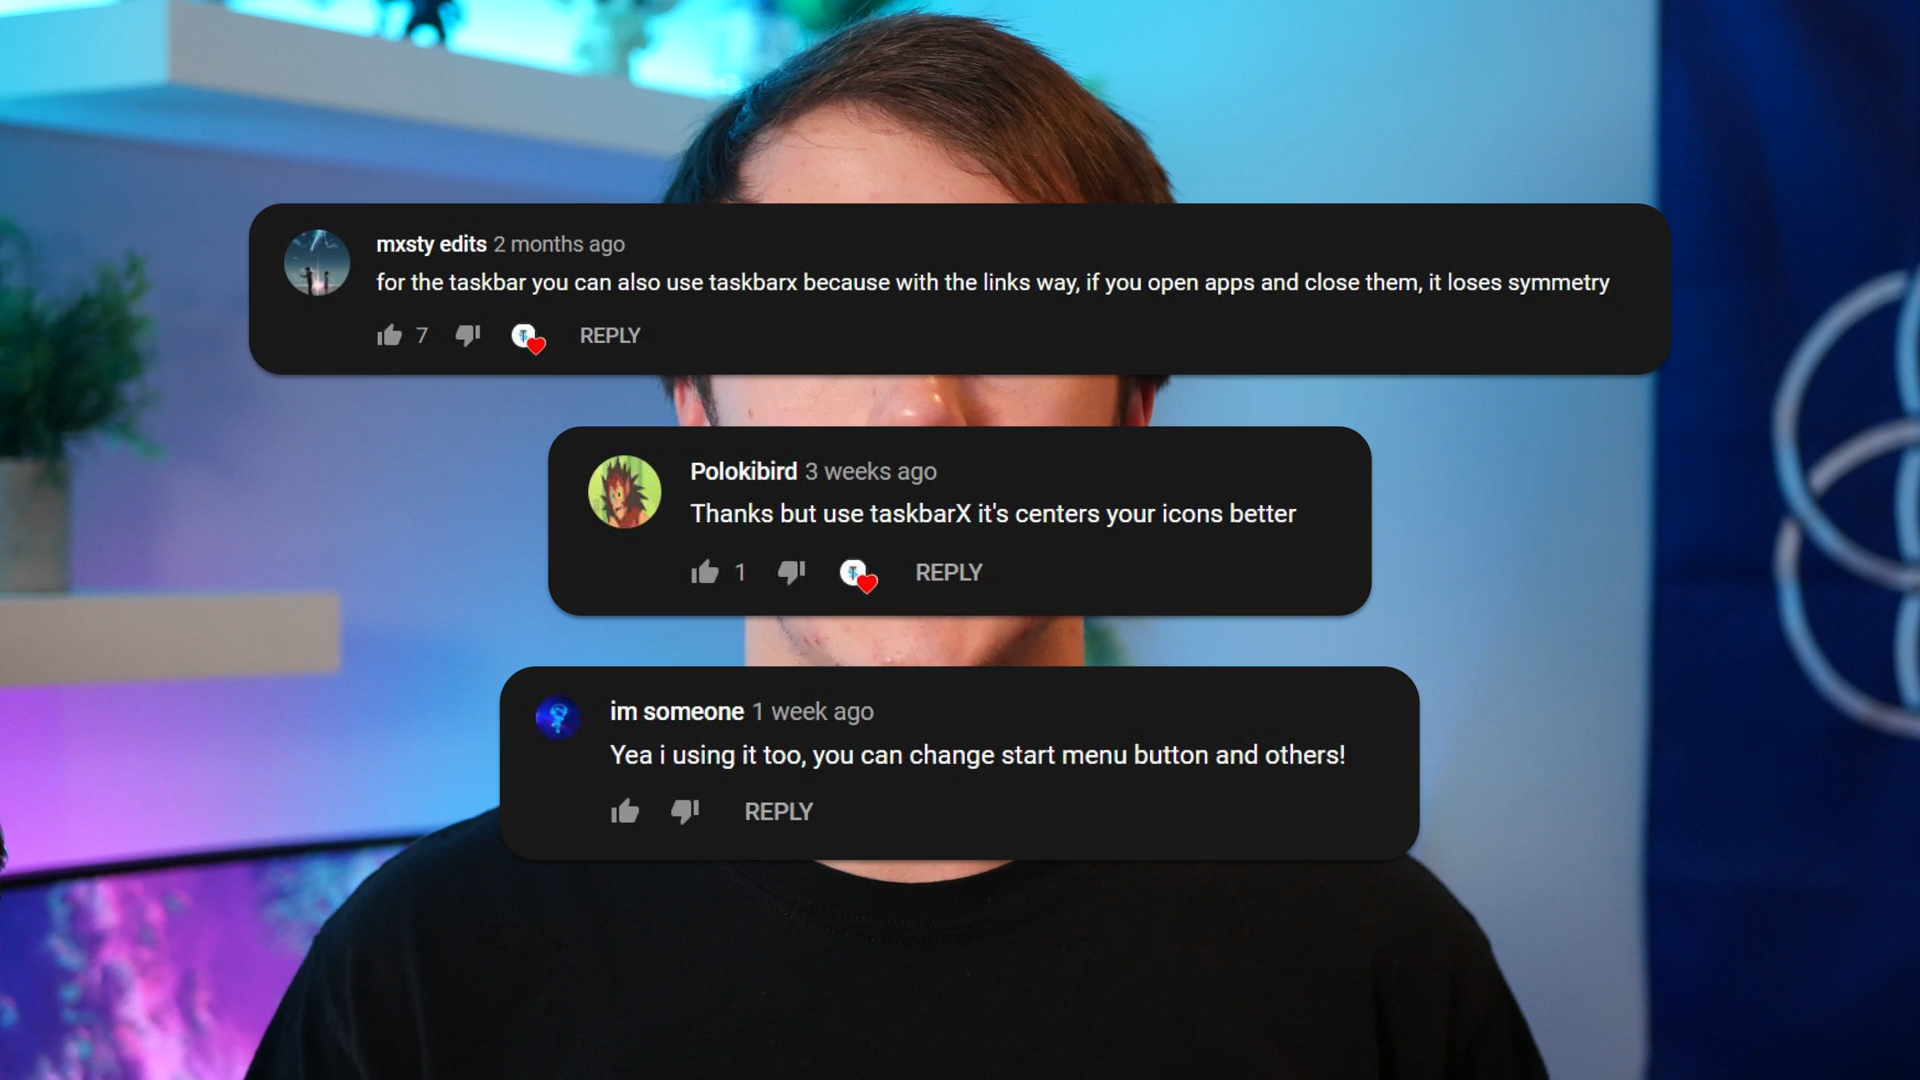 mxsty edits 2 months ago
for the taskbar you can also use taskbarx because with the links way, if you open apps and close them, it loses symmetry
7 REPLY
Polokibird 3 weeks ago
Thanks but use taskbarX it's centers your icons better
1 REPLY
im someone 1 week ago
Yea i using it too, you can change start menu button and others!
REPLY